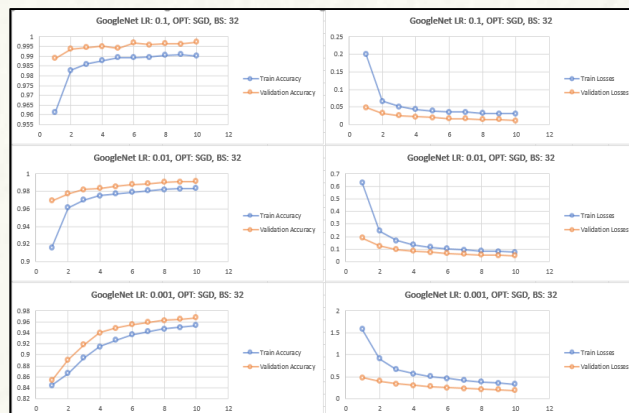 GoogleNet LR: 0.1, OPT: SGD, BS: 32
1
0.995
0.99
0.985
0.98
0.975
0.97
0.965
0.96
0.955
0 2 4 6 8 10 12
Train Accuracy
Validation Accuracy
GoogleNet LR: 0.1, OPT: SGD, BS: 32
0.25
0.2
0.15
0.1
0.05
0
0 2 4 6 8 10 12
Train Losses
Validation Losses
GoogleNet LR: 0.01, OPT: SGD, BS: 32
1
0.98
0.96
0.94
0.92
0.9
0 2 4 6 8 10 12
Train Accuracy
Validation Accuracy
GoogleNet LR: 0.01, OPT: SGD, BS: 32
0.7
0.6
0.5
0.4
0.3
0.2
0.1
0
0 2 4 6 8 10 12
Train Losses
Validation Losses
GoogleNet LR: 0.001, OPT: SGD, BS: 32
0.98
0.96
0.94
0.92
0.9
0.88
0.86
0.84
0.82
0 2 4 6 8 10 12
Train Accuracy
Validation Accuracy
GoogleNet LR: 0.001, OPT: SGD, BS: 32
2
1.5
1
0.5
0
0 2 4 6 8 10 12
Train Losses
Validation Losses